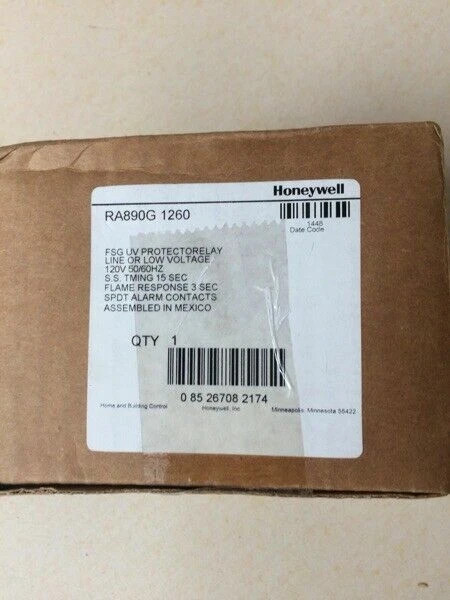 Honeywell
RA890G 1260
1448
Date Code
FSG UV PROTECTORELAY
LINE OR LOW VOLTAGE
120V 50/60HZ
S.S. TMING 15 SEC
FLAME RESPONSE 3 SEC
SPDT ALARM CONTACTS
ASSEMBLED IN MEXICO
QTY 1
0 85 26708 2174
Home and Building Control Honeywell, Inc Minneapolis, Minnesota 55422